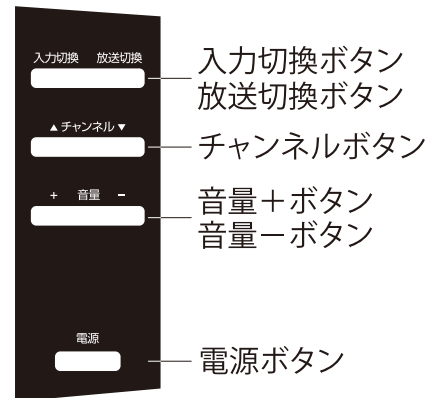 入力切換 放送切換
入力切換ボタン
放送切換ボタン
▲チャンネル▼
チャンネルボタン
+ 音量 −
音量＋ボタン
音量－ボタン
電源
電源ボタン